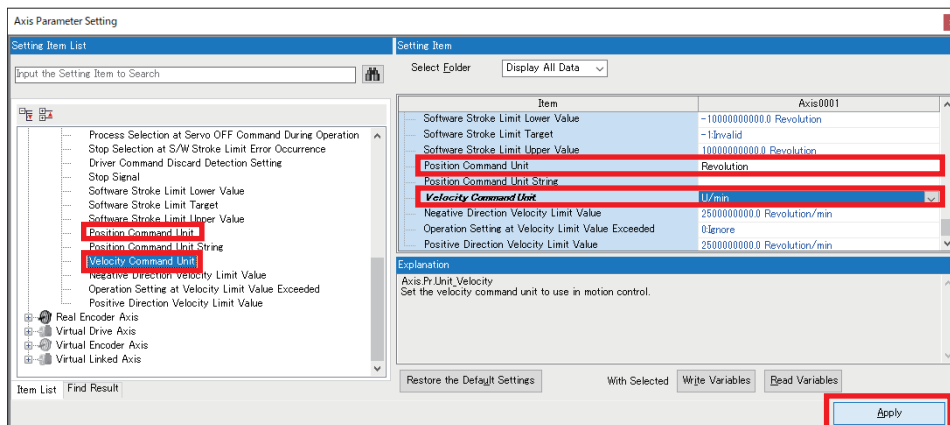 Axis Parameter Setting
Setting Item List
Input the Setting Item to Search
Process Selection at Servo OFF Command During Operation
Stop Selection at S/W Stroke Limit Error Occurrence
Driver Command Discard Detection Setting
Stop Signal
Software Stroke Limit Lower Value
Software Stroke Limit Target
Software Stroke Limit Upper Value
Position Command Unit
Position Command Unit String
Velocity Command Unit
Negative Direction Velocity Limit Value
Operation Setting at Velocity Limit Value Exceeded
Positive Direction Velocity Limit Value
Real Encoder Axis
Virtual Drive Axis
Virtual Encoder Axis
Virtual Linked Axis
Item List Find Result
Setting Item
Select Folder Display All Data
Item Axis0001
Software Stroke Limit Lower Value -10000000000.0 Revolution
Software Stroke Limit Target -1:Invalid
Software Stroke Limit Upper Value 10000000000.0 Revolution
Position Command Unit Revolution
Position Command Unit String
Velocity Command Unit U/min
Negative Direction Velocity Limit Value 2500000000.0 Revolution/min
Operation Setting at Velocity Limit Value Exceeded 0:Ignore
Positive Direction Velocity Limit Value 2500000000.0 Revolution/min
Explanation
Axis.Pr.Unit_Velocity
Set the velocity command unit to use in motion control.
Restore the Default Settings With Selected Write Variables Read Variables
Apply